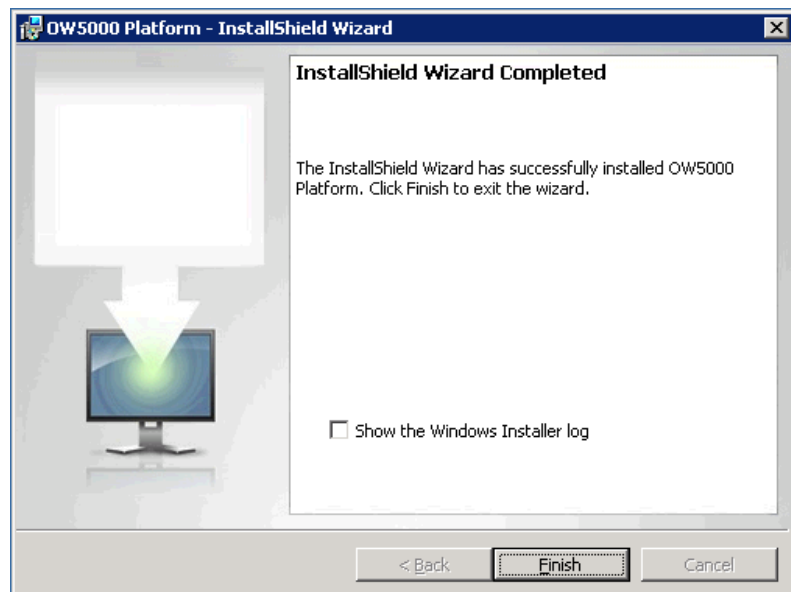 OW5000 Platform - InstallShield Wizard
InstallShield Wizard Completed
The InstallShield Wizard has successfully installed OW5000
Platform. Click Finish to exit the wizard.
Show the Windows Installer log
< Back
Finish
Cancel